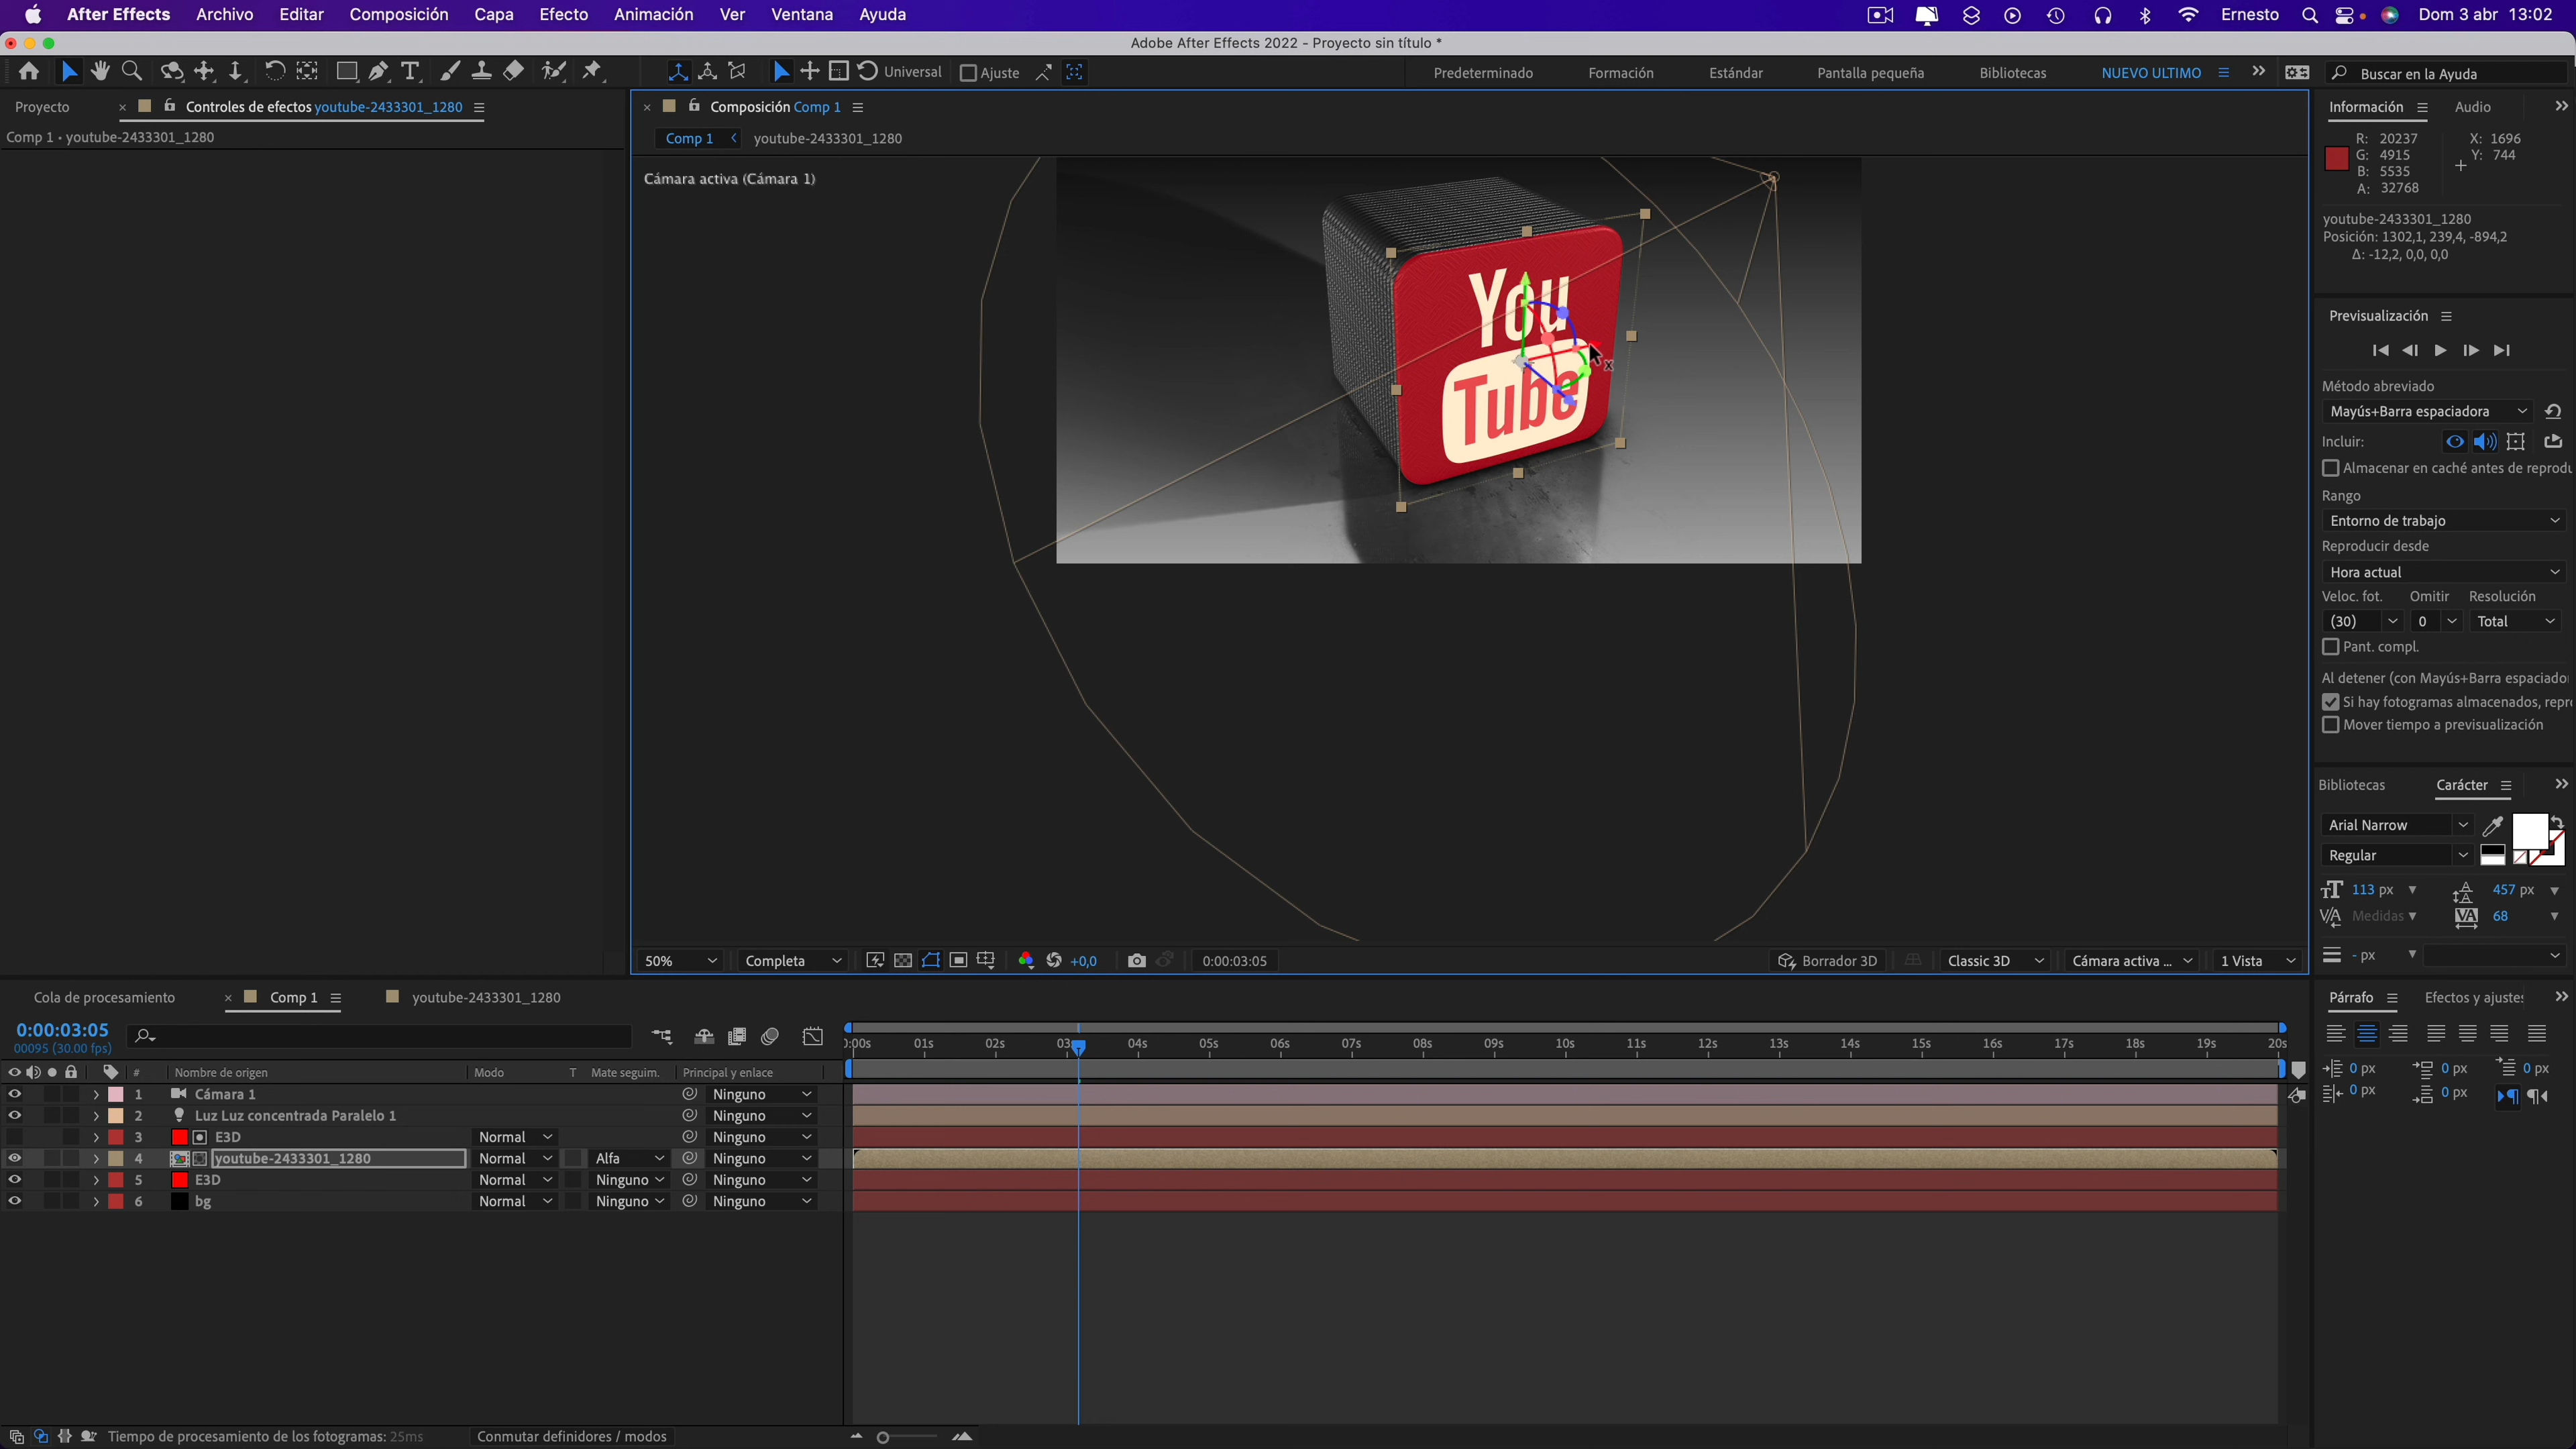 After Effects Archivo Editar Composición Capa Efecto Animación Ver Ventana Ayuda Ernesto Dom 3 abr 13:02
Adobe After Effects 2022 - Proyecto sin título *
Universal Ajuste Predeterminado Formación Estándar Pantalla pequeña Bibliotecas NUEVO ULTIMO Buscar en la Ayuda
Proyecto Controles de efectos youtube-2433301_1280
Comp 1 • youtube-2433301_1280
Composición Comp 1
Comp 1 youtube-2433301_1280
Cámara activa (Cámara 1)
You
Tube
x
50% Completa +0,0 0:00:03:05 Borrador 3D Classic 3D Cámara activa ... 1 Vista
Información Audio
R: 20237 X: 1696
G: 4915 Y: 744
B: 5535
A: 32768
youtube-2433301_1280
Posición: 1302,1, 239,4, -894,2
Δ: -12,2, 0,0, 0,0
Previsualización
Método abreviado
Mayús+Barra espaciadora
Incluir:
Almacenar en caché antes de reprodu
Rango
Entorno de trabajo
Reproducir desde
Hora actual
Veloc. fot. Omitir Resolución
(30) 0 Total
Pant. compl.
Al detener (con Mayús+Barra espaciado
Si hay fotogramas almacenados, repr
Mover tiempo a previsualización
Bibliotecas Carácter
Arial Narrow
Regular
113 px 457 px
Medidas 68
- px
Cola de procesamiento Comp 1 youtube-2433301_1280
0:00:03:05
00095 (30.00 fps)
0:00s 01s 02s 03s 04s 05s 06s 07s 08s 09s 10s 11s 12s 13s 14s 15s 16s 17s 18s 19s 20s
# Nombre de origen Modo T Mate seguim. Principal y enlace
1 Cámara 1 Ninguno
2 Luz Luz concentrada Paralelo 1 Ninguno
3 E3D Normal Ninguno
4 youtube-2433301_1280 Normal Alfa Ninguno
5 E3D Normal Ninguno Ninguno
6 bg Normal Ninguno Ninguno
Tiempo de procesamiento de los fotogramas: 25ms Conmutar definidores / modos
Párrafo Efectos y ajustes
0 px 0 px 0 px
0 px 0 px